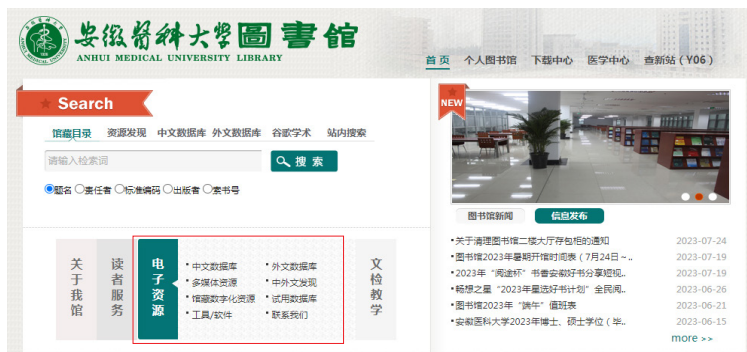 安徽醫科大学圖書館
ANHUI MEDICAL UNIVERSITY LIBRARY
首页 个人图书馆 下载中心 医学中心 查新站(Y06)
Search
馆藏目录 资源发现 中文数据库 外文数据库 谷歌学术 站内搜索
请输入检索词
搜 索
题名 责任者 标准编码 出版者 索书号
关于我馆
读者服务
电子资源
•中文数据库 •外文数据库
•多媒体资源 •中外文发现
•馆藏数字化资源 •试用数据库
•工具/软件 •联系我们
文检教学
NEW
图书馆新闻 信息发布
•关于清理图书馆二楼大厅存包柜的通知 2023-07-24
•图书馆2023年暑期开馆时间表(7月24日~.. 2023-07-19
•2023年“阅途杯”书香安徽好书分享短视.. 2023-07-19
•畅想之星“2023年星选好书计划”全民阅.. 2023-06-26
•图书馆2023年“端午”值班表 2023-06-21
•安徽医科大学2023年博士、硕士学位(毕.. 2023-06-15
more >>